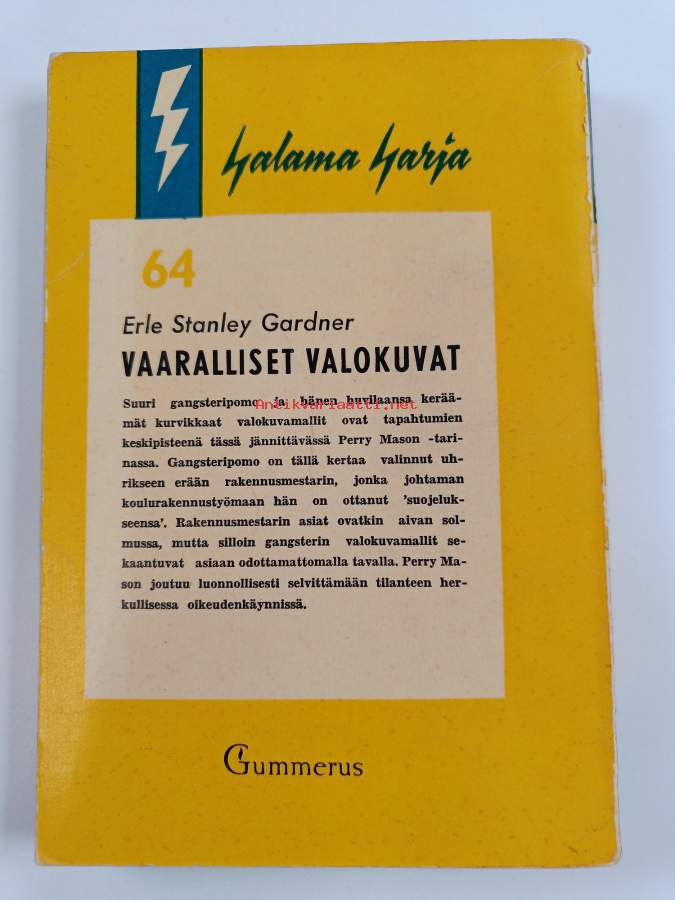 Salama Sarja
64
Erle Stanley Gardner
VAARALLISET VALOKUVAT
Suuri gangsteripomo ja hänen huvilaansa kerää-
mät kurvikkaat valokuvamallit ovat tapahtumien
keskipisteenä tässä jännittävässä Perry Mason -tari-
nassa. Gangsteripomo on tällä kertaa valinnut uh-
rikseen erään rakennusmestarin, jonka johtaman
koulurakennustyömaan hän on ottanut 'suojeluk-
seensa'. Rakennusmestarin asiat ovatkin aivan sol-
mussa, mutta silloin gangsterin valokuvamallit se-
kaantuvat asiaan odottamattomalla tavalla. Perry Ma-
son joutuu luonnollisesti selvittämään tilanteen her-
kullisessa oikeudenkäynnissä.
Antikvariaatti.net
Gummerus